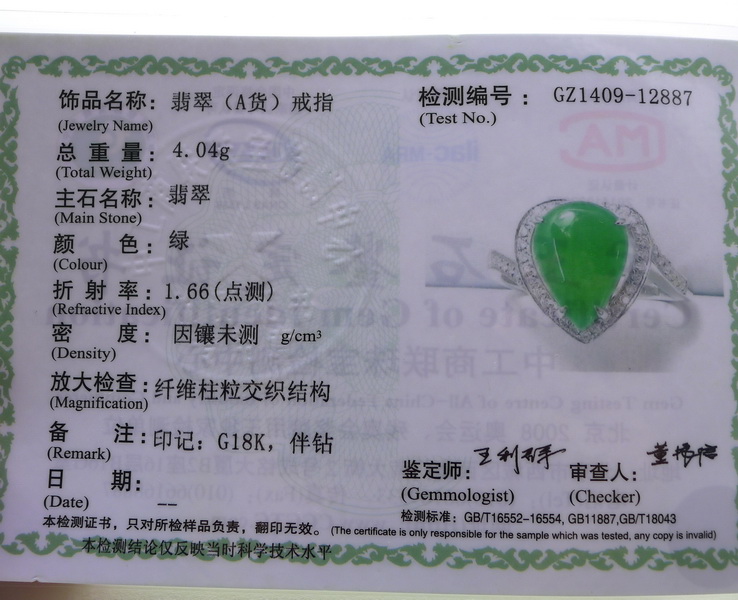 饰品名称：翡翠（A货）戒指
(Jewelry Name)
检测编号：GZ1409-12887
(Test No.)
总重量：4.04g
(Total Weight)
主石名称：翡翠
(Main Stone)
颜色：绿
(Colour)
折射率：1.66(点测)
(Refractive Index)
密度：因镶未测 g/cm³
(Density)
放大检查：纤维柱粒交织结构
(Magnification)
备注：印记：G18K，伴钻
(Remark)
日期：__
(Date)
鉴定师：
(Gemmologist)
审查人：
(Checker)
检测标准：GB/T16552-16554, GB11887,GB/T18043
本检测证书，只对所检样品负责，翻印无效。(The certificate is only responsible for the sample which was tested, any copy is invalid)
本检测结论仅反映当时科学技术水平